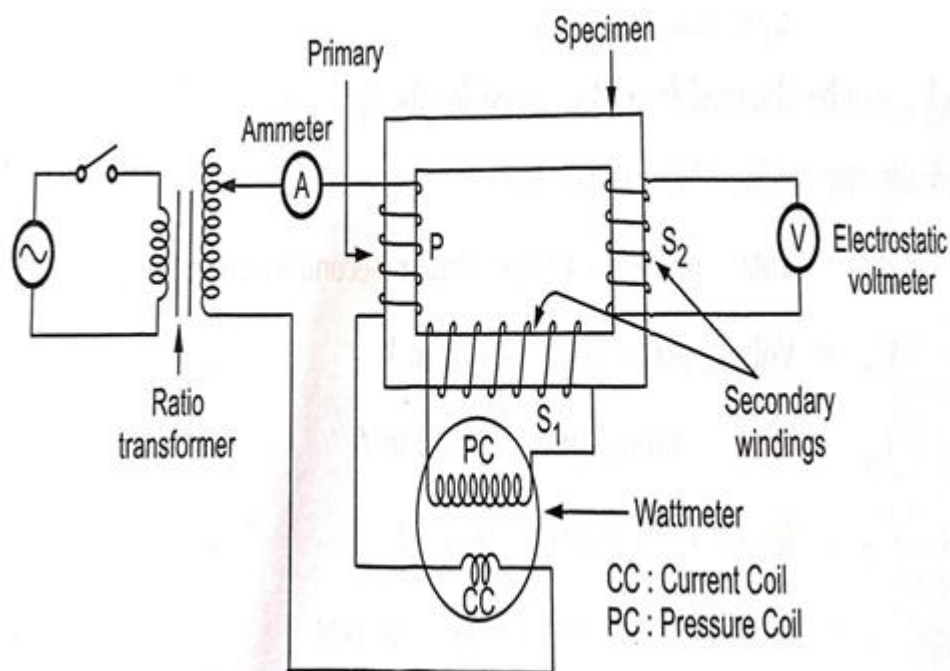 Specimen
Primary
Ammeter
A
P
S2
V
Electrostatic
voltmeter
Ratio
transformer
S1
Secondary
windings
PC
Wattmeter
CC
CC : Current Coil
PC : Pressure Coil